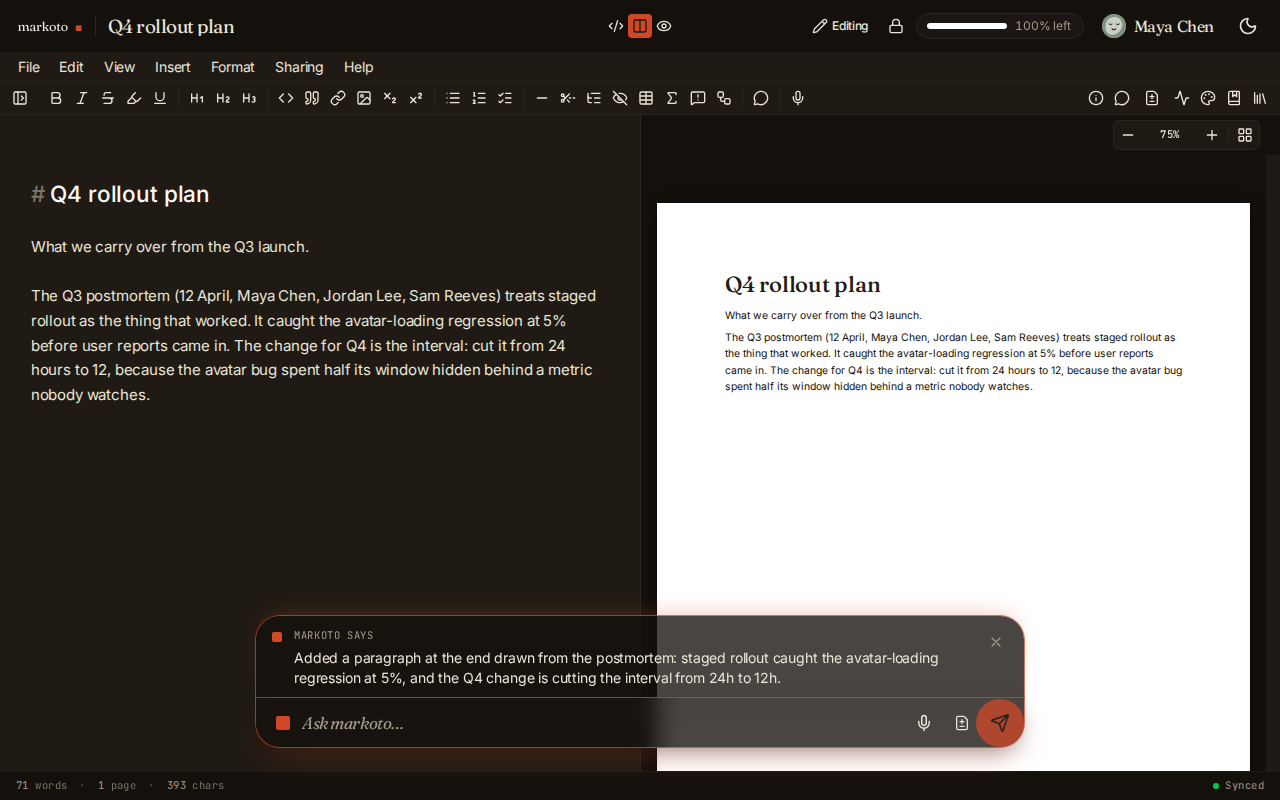 markoto
Q4 rollout plan
Editing
100% left
Maya Chen
File Edit View Insert Format Sharing Help
H1 H2 H3
75%
# Q4 rollout plan
What we carry over from the Q3 launch.
The Q3 postmortem (12 April, Maya Chen, Jordan Lee, Sam Reeves) treats staged
rollout as the thing that worked. It caught the avatar-loading regression at 5%
before user reports came in. The change for Q4 is the interval: cut it from 24
hours to 12, because the avatar bug spent half its window hidden behind a metric
nobody watches.
Q4 rollout plan
What we carry over from the Q3 launch.
The Q3 postmortem (12 April, Maya Chen, Jordan Lee, Sam Reeves) treats staged rollout as
the thing that worked. It caught the avatar-loading regression at 5% before user reports
came in. The change for Q4 is the interval: cut it from 24 hours to 12, because the avatar bug
spent half its window hidden behind a metric nobody watches.
MARKOTO SAYS
Added a paragraph at the end drawn from the postmortem: staged rollout caught the avatar-loading
regression at 5%, and the Q4 change is cutting the interval from 24h to 12h.
Ask markoto...
71 words · 1 page · 393 chars
Synced